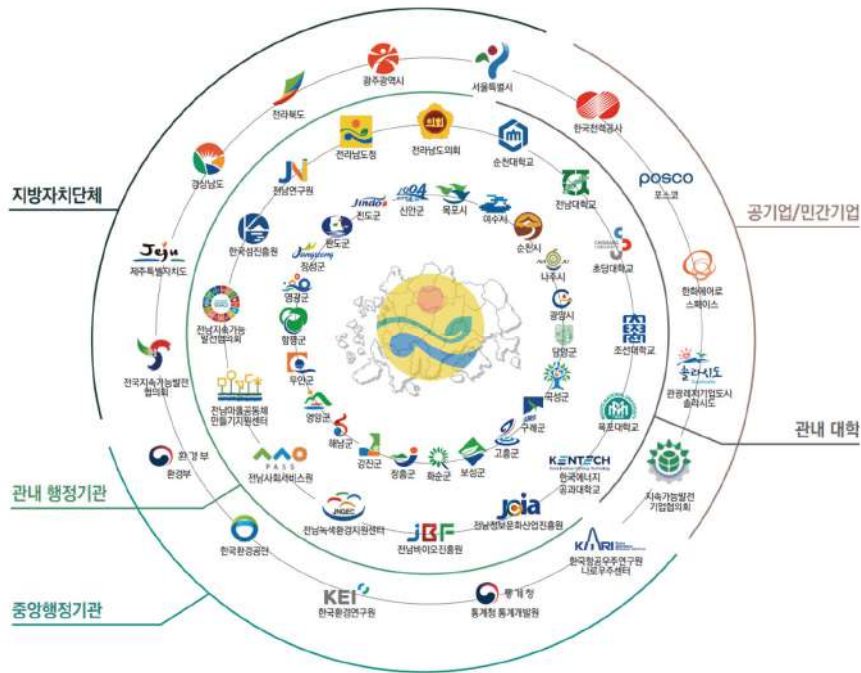 지방자치단체
공기업/민간기업
관내 대학
관내 행정기관
중앙행정기관
서울특별시
광주광역시
전라북도
경상남도
Jeju
제주특별자치도
전국지속가능발전
협의회
환경부
환경부
한국환경공단
KEI
한국환경연구원
통계청
통계청 통계개발원
KARI
한국항공우주연구원
나로우주센터
지속가능발전
기업협의회
솔라시도
관광레저기업도시
솔라시도
한화에어로
스페이스
posco
포스코
한국전력공사
의회
전라남도의회
전라남도청
JNI
전남연구원
한국섬진흥원
전남지속가능
발전협의회
전남마을공동체
만들기지원센터
PASS
전남사회서비스원
JNGEC
전남녹색환경지원센터
JBF
전남바이오진흥원
jcia
전남정보문화산업진흥원
KENTECH
한국에너지
공과대학교
목포대학교
조선대학교
초당대학교
전남대학교
순천대학교
1004
신안군
목포시
여수시
순천시
나주시
광양시
담양군
곡성군
구례군
고흥군
보성군
화순군
장흥군
강진군
해남군
영암군
무안군
함평군
영광군
장성군
완도군
Jindo
진도군